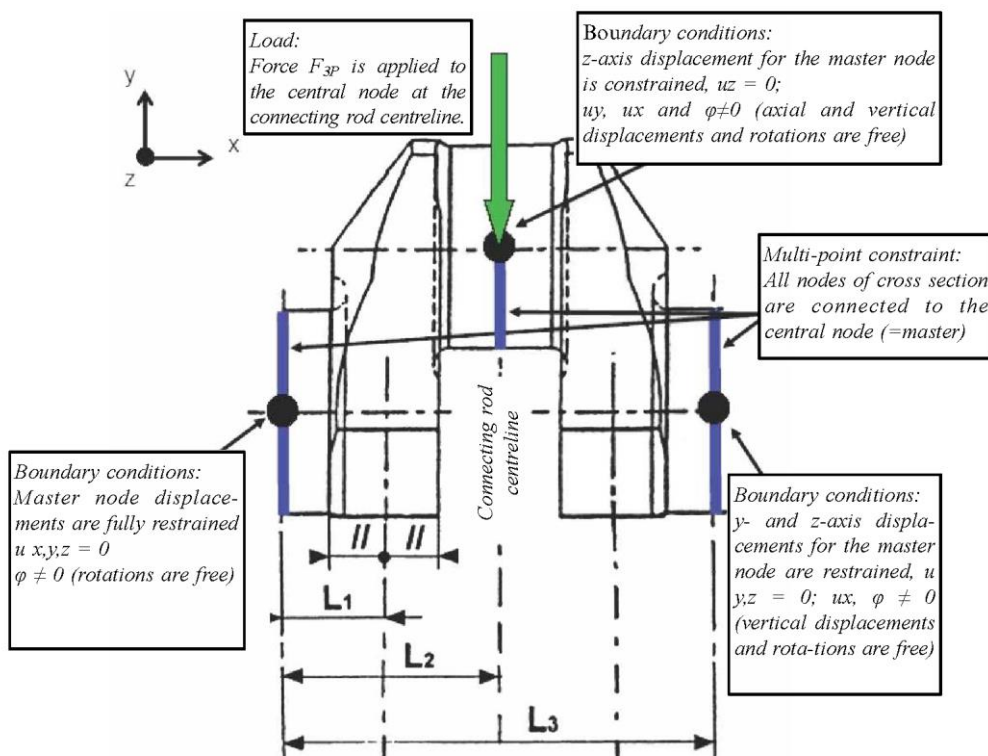 Load:
Force F3P is applied to
the central node at the
connecting rod centreline.
Boundary conditions:
z-axis displacement for the master node
is constrained, uz = 0;
uy, ux and φ≠0 (axial and vertical
displacements and rotations are free)
y
x
z
Multi-point constraint:
All nodes of cross section
are connected to the
central node (=master)
Connecting rod
centreline
Boundary conditions:
Master node displace-
ments are fully restrained
u x,y,z = 0
φ ≠ 0 (rotations are free)
Boundary conditions:
y- and z-axis displa-
cements for the master
node are restrained, u
y,z = 0; ux, φ ≠ 0
(vertical displacements
and rota-tions are free)
// //
L1
L2
L3